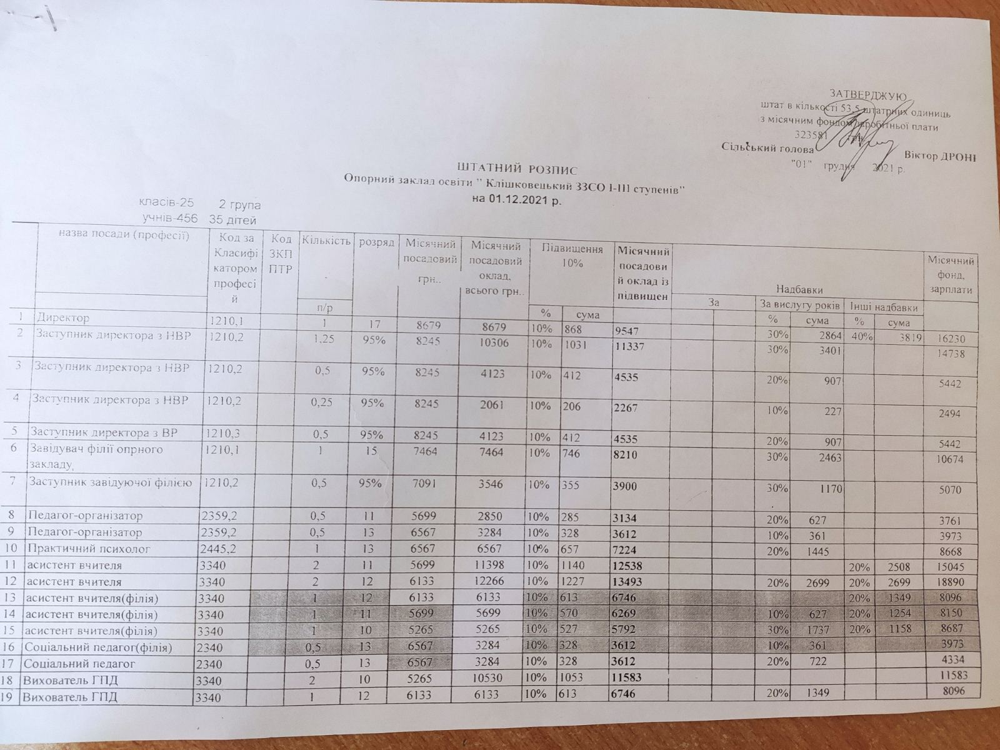 ЗАТВЕРДЖУЮ
штат в кількості 53,5 штатрних одиниць
з місячним фондом заробітньої плати
323581 грн
Сільський голова Віктор ДРОНІ
"01" грудня 2021 р.
ШТАТНИЙ РОЗПИС
Опорний заклад освіти " Клішковецький ЗЗСО І-ІІІ ступенів"
на 01.12.2021 р.
класів-25 2 група
учнів-456 35 дітей
назва посади (професії) Код за Класифі катором професі й Код ЗКП ПТР Кількість п/р розряд Місячний посадовий грн.. Місячний посадовий оклад, всього грн.. Підвищення 10% % сума Місячний посадови й оклад із підвищен Надбавки За За вислугу років % сума Інші надбавки % сума Місячний фонд, зарплати
1 Директор 1210,1 1 17 8679 8679 10% 868 9547 30% 2864 40% 3819 16230
2 Заступник директора з НВР 1210,2 1,25 95% 8245 10306 10% 1031 11337 30% 3401 14738
3 Заступник директора з НВР 1210,2 0,5 95% 8245 4123 10% 412 4535 20% 907 5442
4 Заступник директора з НВР 1210,2 0,25 95% 8245 2061 10% 206 2267 10% 227 2494
5 Заступник директора з ВР 1210,3 0,5 95% 8245 4123 10% 412 4535 20% 907 5442
6 Завідувач філії опрного закладу, 1210,1 1 15 7464 7464 10% 746 8210 30% 2463 10674
7 Заступник завідуючої філією 1210,2 0,5 95% 7091 3546 10% 355 3900 30% 1170 5070
8 Педагог-організатор 2359,2 0,5 11 5699 2850 10% 285 3134 20% 627 3761
9 Педагог-організатор 2359,2 0,5 13 6567 3284 10% 328 3612 10% 361 3973
10 Практичний психолог 2445,2 1 13 6567 6567 10% 657 7224 20% 1445 8668
11 асистент вчителя 3340 2 11 5699 11398 10% 1140 12538 20% 2508 15045
12 асистент вчителя 3340 2 12 6133 12266 10% 1227 13493 20% 2699 20% 2699 18890
13 асистент вчителя(філія) 3340 1 12 6133 6133 10% 613 6746 20% 1349 8096
14 асистент вчителя(філія) 3340 1 11 5699 5699 10% 570 6269 10% 627 20% 1254 8150
15 асистент вчителя(філія) 3340 1 10 5265 5265 10% 527 5792 30% 1737 20% 1158 8687
16 Соціальний педагог(філія) 2340 0,5 13 6567 3284 10% 328 3612 10% 361 3973
17 Соціальний педагог 2340 0,5 13 6567 3284 10% 328 3612 20% 722 4334
18 Вихователь ГПД 3340 2 10 5265 10530 10% 1053 11583 11583
19 Вихователь ГПД 3340 1 12 6133 6133 10% 613 6746 20% 1349 8096